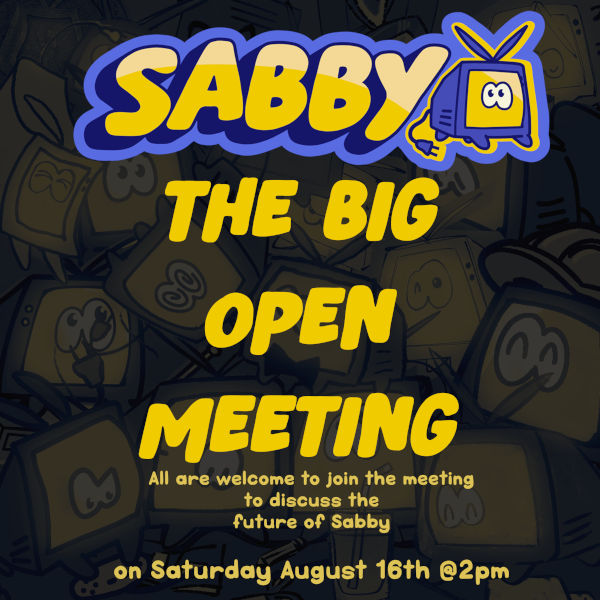 SABBY
THE BIG
OPEN
MEETING
All are welcome to join the meeting
to discuss the
future of Sabby
on Saturday August 16th @2pm